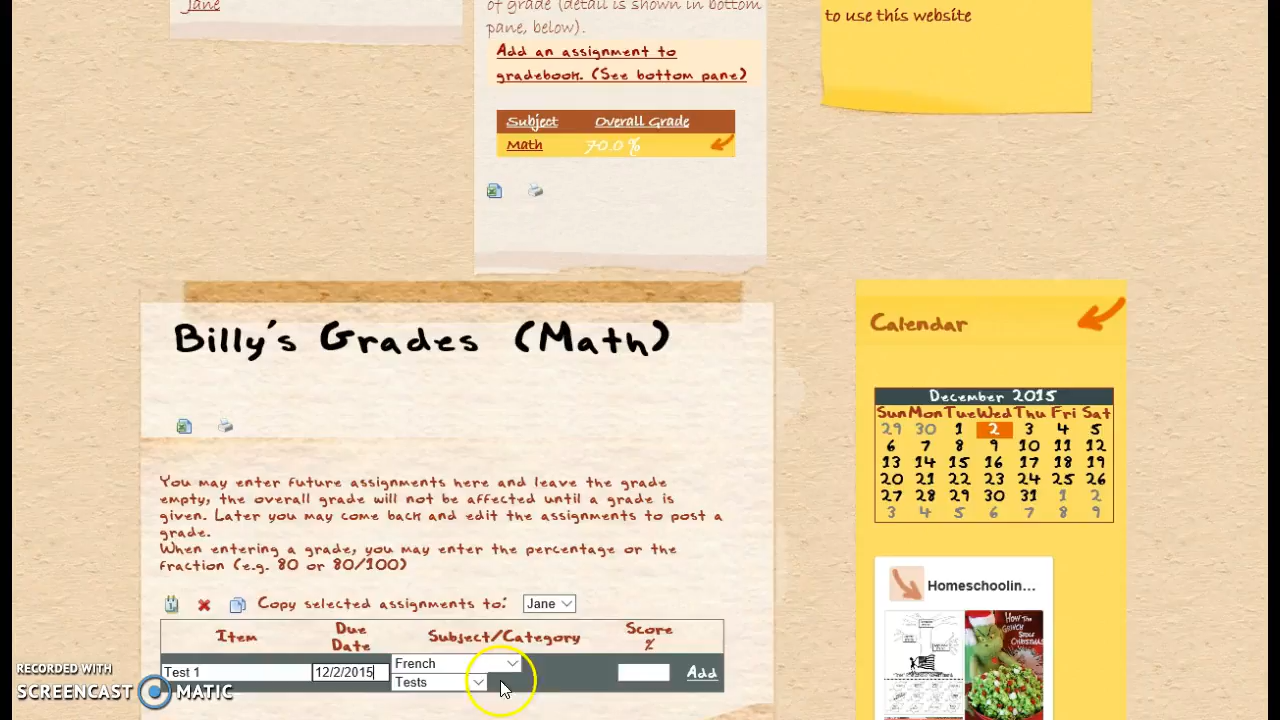 Jane
of grade (detail is shown in bottom
pane, below).
Add an assignment to
gradebook. (See bottom pane)
to use this website
Subject Overall Grade
Math 70.0 %
Billy's Grades (Math)
Calendar
December 2015
Sun Mon Tue Wed Thu Fri Sat
29 30 1 2 3 4 5
6 7 8 9 10 11 12
13 14 15 16 17 18 19
20 21 22 23 24 25 26
27 28 29 30 31 1 2
3 4 5 6 7 8 9
You may enter future assignments here and leave the grade
empty, the overall grade will not be affected until a grade is
given. Later you may come back and edit the assignments to post a
grade.
When entering a grade, you may enter the percentage or the
fraction (e.g. 80 or 80/100)
Homeschoolin...
HOW THE
GRINCH
STOLE
CHRISTMAS
Copy selected assignments to: Jane
Item Due Date Subject/Category Score %
Test 1 12/2/2015 French Add
Tests
RECORDED WITH
SCREENCAST MATIC